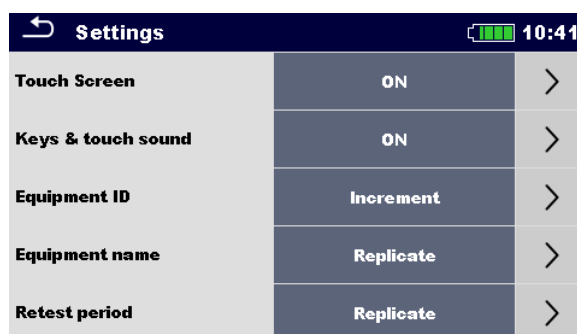 Settings 10:41
Touch Screen ON
Keys & touch sound ON
Equipment ID Increment
Equipment name Replicate
Retest period Replicate